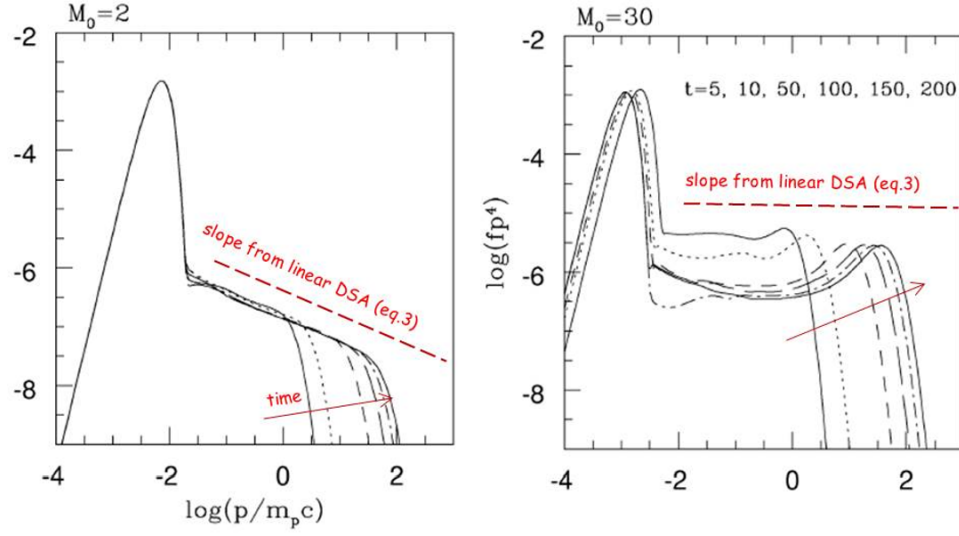 M₀=2
-2
-4
-6
-8
slope from linear DSA (eq.3)
time
-4 -2 0 2
log(p/mₚc)
M₀=30
-2
-4
-6
-8
log(fp⁴)
t=5, 10, 50, 100, 150, 200
slope from linear DSA (eq.3)
-4 -2 0 2